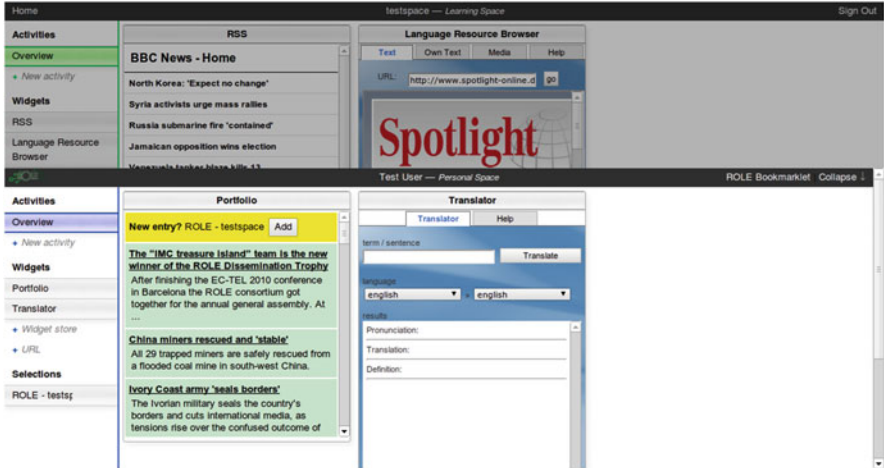 Home
testspace — Learning Space
Sign Out
Activities
Overview
+ New activity
Widgets
RSS
Language Resource
Browser
RSS
BBC News - Home
North Korea: 'Expect no change'
Syria activists urge mass rallies
Russia submarine fire 'contained'
Jamaican opposition wins election
Venezuela tanker blaze kills 13
Language Resource Browser
Text
Own Text
Media
Help
URL:
http://www.spotlight-online.d
go
Spotlight
Test User — Personal Space
ROLE Bookmarklet
Collapse ↓
Activities
Overview
+ New activity
Widgets
Portfolio
Translator
+ Widget store
+ URL
Selections
ROLE - testsp
Portfolio
New entry? ROLE - testspace
Add
The "IMC treasure island" team is the new
winner of the ROLE Dissemination Trophy
After finishing the EC-TEL 2010 conference
in Barcelona the ROLE consortium got
together for the annual general assembly. At
...
China miners rescued and 'stable'
All 29 trapped miners are safely rescued from
a flooded coal mine in south-west China.
Ivory Coast army 'seals borders'
The Ivorian military seals the country's
borders and cuts international media, as
tensions rise over the confused outcome of
Translator
Translator
Help
term / sentence
Translate
language
english
»
english
results
Pronunciation:
Translation:
Definition: